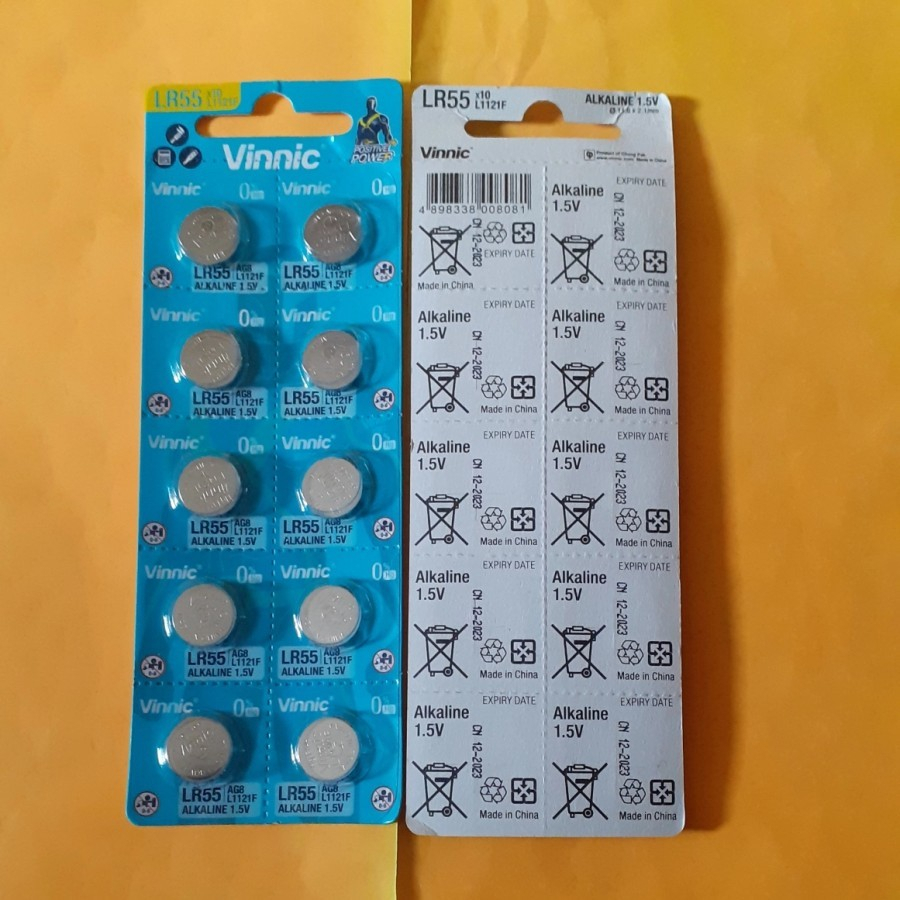 LR55 x10
L1121F
POSITIVE
POWER
Vinnic
Vinnic 0%
LR55 AG8
L1121F
ALKALINE 1.5V
Vinnic 0%
LR55 AG8
L1121F
ALKALINE 1.5V
Vinnic 0%
LR55 AG8
L1121F
ALKALINE 1.5V
Vinnic 0%
LR55 AG8
L1121F
ALKALINE 1.5V
Vinnic 0%
LR55 AG8
L1121F
ALKALINE 1.5V
Vinnic 0%
LR55 AG8
L1121F
ALKALINE 1.5V
Vinnic 0%
LR55 AG8
L1121F
ALKALINE 1.5V
Vinnic 0%
LR55 AG8
L1121F
ALKALINE 1.5V
Vinnic 0%
LR55 AG8
L1121F
ALKALINE 1.5V
Vinnic 0%
LR55 AG8
L1121F
ALKALINE 1.5V
LR55 x10
L1121F
ALKALINE 1.5V
Vinnic
Made in China
4 898338 008081
CN 12-2023
EXPIRY DATE
Made in China
Alkaline
1.5V
EXPIRY DATE
CN 12-2023
Made in China
EXPIRY DATE
Alkaline
1.5V
CN 12-2023
Made in China
EXPIRY DATE
Alkaline
1.5V
CN 12-2023
Made in China
EXPIRY DATE
Alkaline
1.5V
CN 12-2023
Made in China
EXPIRY DATE
Alkaline
1.5V
CN 12-2023
Made in China
EXPIRY DATE
Alkaline
1.5V
CN 12-2023
Made in China
EXPIRY DATE
Alkaline
1.5V
CN 12-2023
Made in China
EXPIRY DATE
Alkaline
1.5V
CN 12-2023
Made in China
EXPIRY DATE
Alkaline
1.5V
CN 12-2023
Made in China